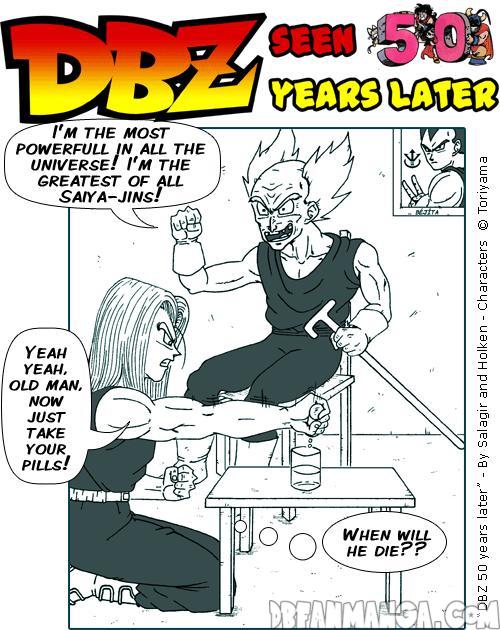 DBZ
SEEN 50
YEARS LATER
I'M THE MOST
POWERFULL IN ALL THE
UNIVERSE! I'M THE
GREATEST OF ALL
SAIYA-JINS!
BÉJÎTA
YEAH
YEAH,
OLD MAN,
NOW
JUST
TAKE
YOUR
PILLS!
WHEN WILL
HE DIE??
DBZ 50 years later" - By Salagir and Holken - Characters © Toriyama
DBFANMANGA.COM